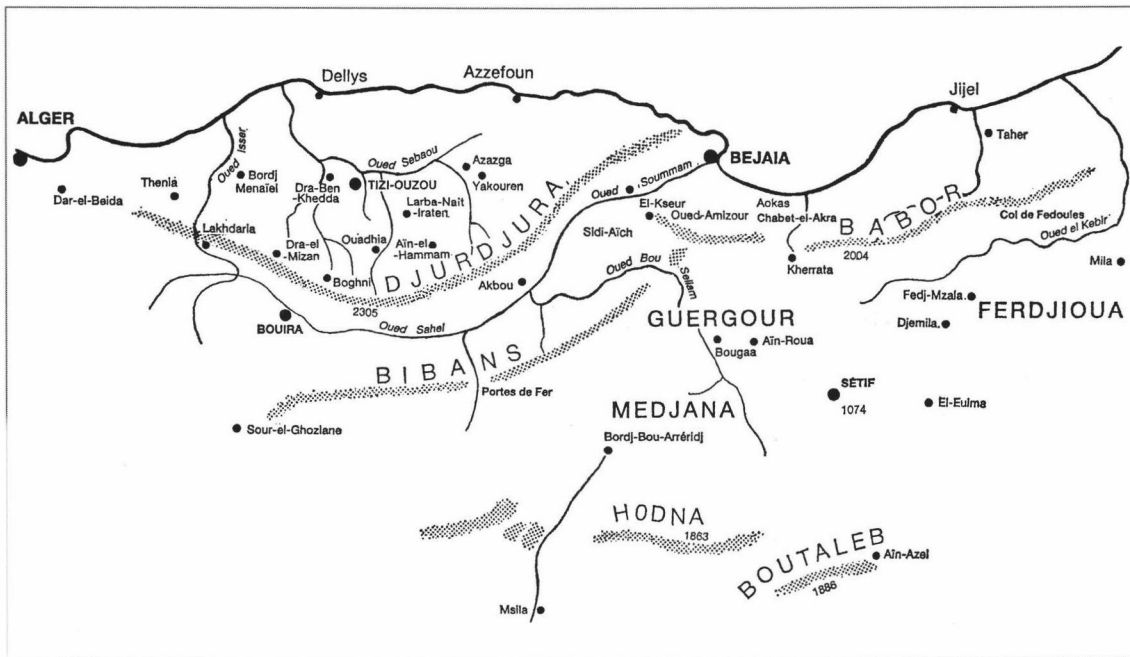 Dellys
Azzefoun
Jijel
ALGER
Taher
Oued Isser
Oued Sebaou
Azazga
BEJAIA
Bordj
Menaïel
Dra-Ben
-Khedda
TIZI-OUZOU
Yakouren
Thenia
Dar-el-Beida
Larba-Naït
-Iraten
Oued Soummam
El-Kseur
Oued-Amizour
Aokas
Chabet-el-Akra
BABOR
2004
Col de Fedoules
Oued el Kebir
Lakhdaria
Dra-el
-Mizan
Ouadhia
Aïn-el
-Hammam
DJURDJURA
Sidi-Aïch
Kherrata
Mila
Boghni
2305
Akbou
Oued Bou
Sellam
Fedj-Mzala
FERDJIOUA
BOUIRA
Oued Sahel
GUERGOUR
Djemila
Bougaa
Aïn-Roua
BIBANS
Portes de Fer
SÉTIF
1074
El-Eulma
MEDJANA
Sour-el-Ghozlane
Bordj-Bou-Arréridj
HODNA
1863
BOUTALEB
1886
Aïn-Azel
Msila